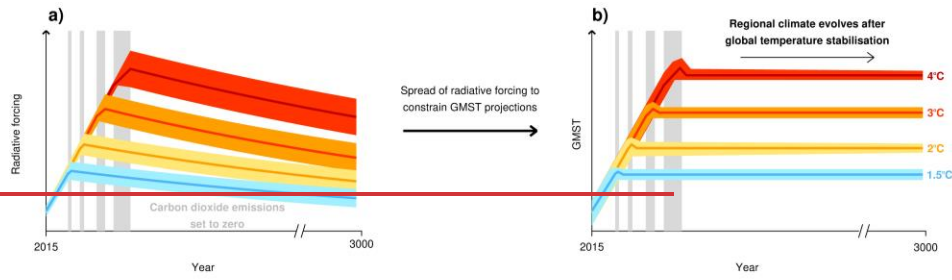 a)
Radiative forcing
Carbon dioxide emissions
set to zero
2015
3000
Year
Spread of radiative forcing to
constrain GMST projections
b)
Regional climate evolves after
global temperature stabilisation
GMST
4°C
3°C
2°C
1.5°C
2015
3000
Year